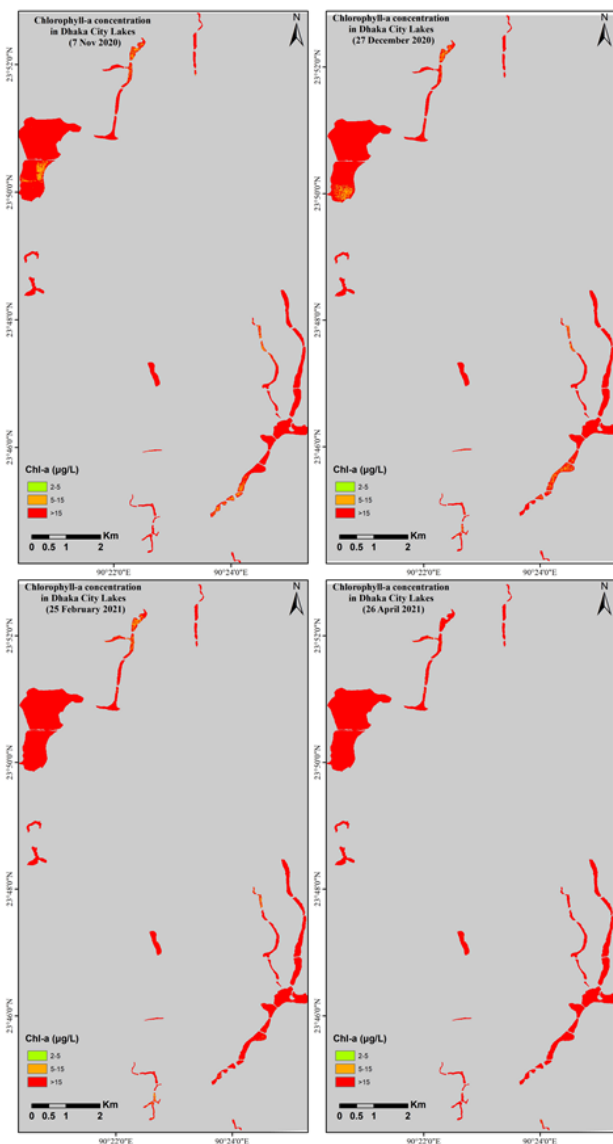 Chlorophyll-a concentration
in Dhaka City Lakes
(7 Nov 2020)
N
23°52'0"N
23°50'0"N
23°48'0"N
23°46'0"N
Chl-a (µg/L)
2-5
5-15
>15
Km
0 0.5 1 2
90°22'0"E
90°24'0"E
Chlorophyll-a concentration
in Dhaka City Lakes
(27 December 2020)
N
23°52'0"N
23°50'0"N
23°48'0"N
23°46'0"N
Chl-a (µg/L)
2-5
5-15
>15
Km
0 0.5 1 2
90°22'0"E
90°24'0"E
Chlorophyll-a concentration
in Dhaka City Lakes
(25 February 2021)
N
23°52'0"N
23°50'0"N
23°48'0"N
23°46'0"N
Chl-a (µg/L)
2-5
5-15
>15
Km
0 0.5 1 2
90°22'0"E
90°24'0"E
Chlorophyll-a concentration
in Dhaka City Lakes
(26 April 2021)
N
23°52'0"N
23°50'0"N
23°48'0"N
23°46'0"N
Chl-a (µg/L)
2-5
5-15
>15
Km
0 0.5 1 2
90°22'0"E
90°24'0"E